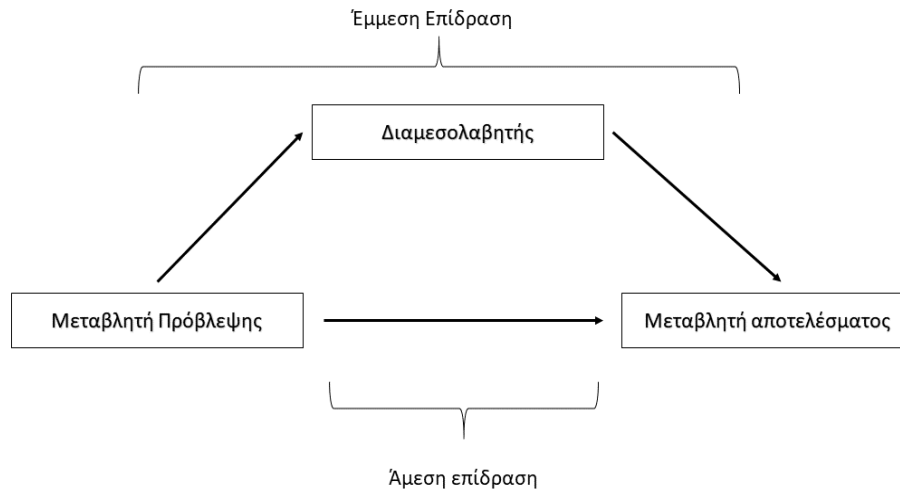 Έμμεση Επίδραση
Διαμεσολαβητής
Μεταβλητή Πρόβλεψης
Μεταβλητή αποτελέσματος
Άμεση επίδραση